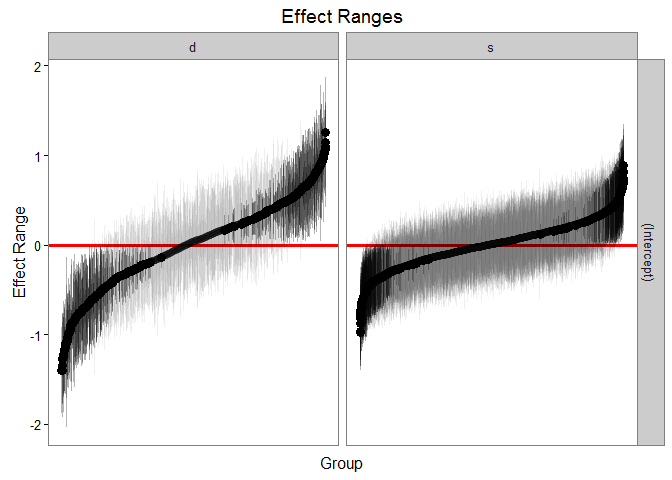 Effect Ranges
d
s
2
1
0
-1
-2
Effect Range
(Intercept)
Group